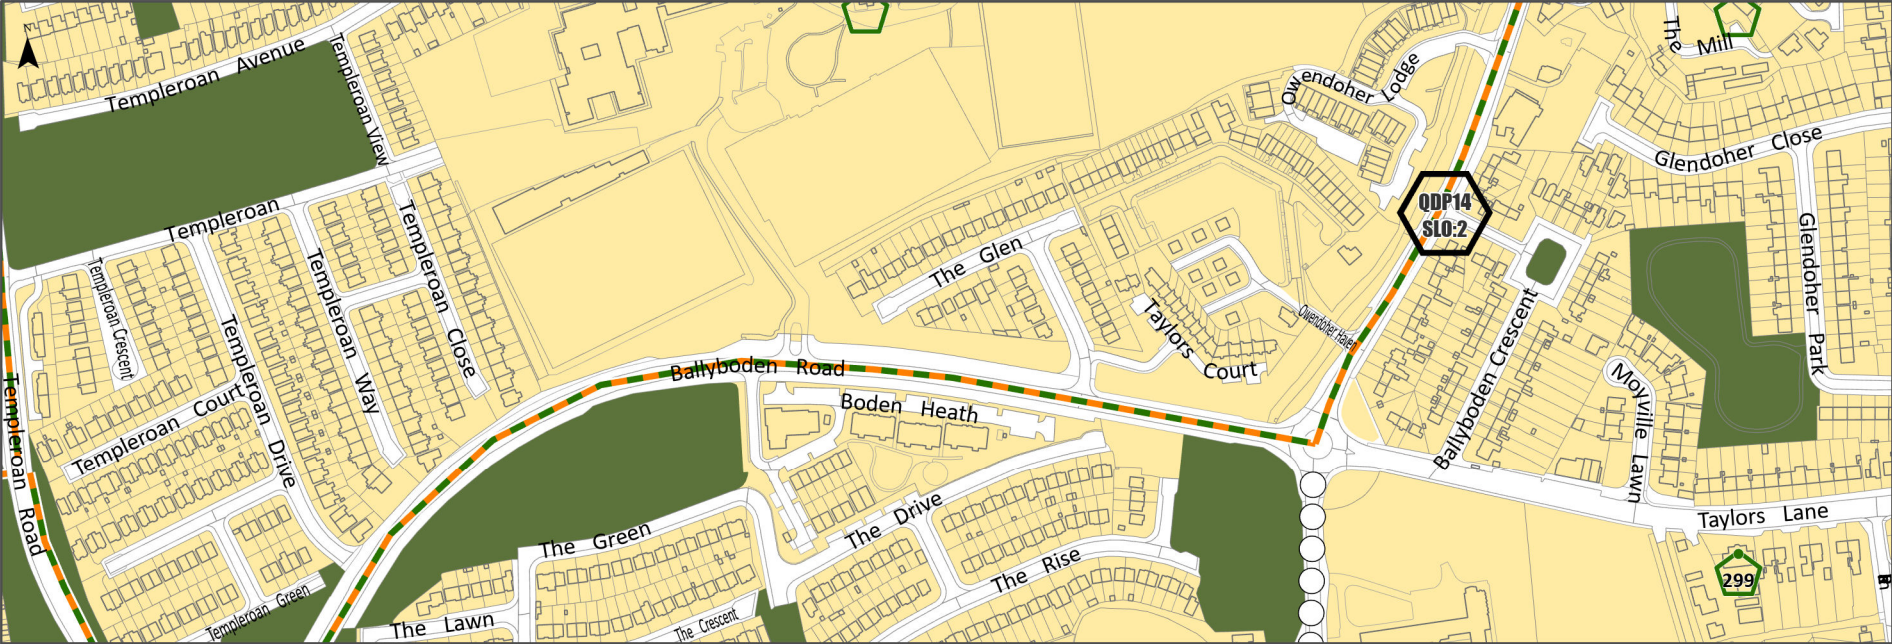 Templeroan Avenue
Templeroan View
Owendoher Lodge
The Mill
Glendoher Close
Templeroan
Templeroan Close
The Glen
QDP14
SLO:2
Glendoher Park
Templeroan Crescent
Templeroan Way
Templeroan Drive
Taylors Court
Owendoher Haven
Ballyboden Crescent
Ballyboden Road
Boden Heath
Moyville Lawn
Templeroan Court
Templeroan Road
The Drive
The Green
The Rise
Taylors Lane
299
Templeroan Green
The Lawn
The Crescent